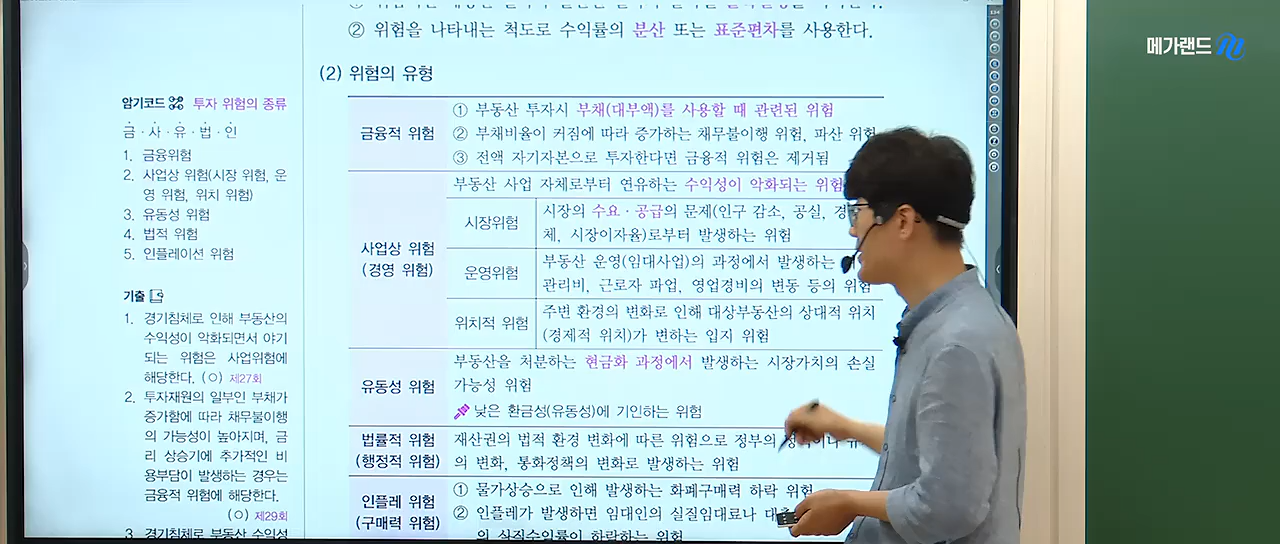 ② 위험을 나타내는 척도로 수익률의 분산 또는 표준편차를 사용한다.
메가랜드
(2) 위험의 유형
암기코드 투자 위험의 종류
금·사·유·법·인
1. 금융위험
2. 사업상 위험(시장 위험, 운
영 위험, 위치 위험)
3. 유동성 위험
4. 법적 위험
5. 인플레이션 위험
기출
1. 경기침체로 인해 부동산의
수익성이 악화되면서 야기
되는 위험은 사업위험에
해당한다. (○) 제27회
2. 투자재원의 일부인 부채가
증가함에 따라 채무불이행
의 가능성이 높아지며, 금
리 상승기에 추가적인 비
용부담이 발생하는 경우는
금융적 위험에 해당한다.
(○) 제29회
3. 경기침체로 부동산 수익성
금융적 위험
① 부동산 투자시 부채(대부액)를 사용할 때 관련된 위험
② 부채비율이 커짐에 따라 증가하는 채무불이행 위험, 파산 위험
③ 전액 자기자본으로 투자한다면 금융적 위험은 제거됨
사업상 위험
(경영 위험)
부동산 사업 자체로부터 연유하는 수익성이 악화되는 위험
시장위험
시장의 수요·공급의 문제(인구 감소, 공실,
체, 시장이자율)로부터 발생하는 위험
운영위험
부동산 운영(임대사업)의 과정에서 발생하는
관리비, 근로자 파업, 영업경비의 변동 등의 위험
위치적 위험
주변 환경의 변화로 인해 대상부동산의 상대적 위치
(경제적 위치)가 변하는 입지 위험
유동성 위험
부동산을 처분하는 현금화 과정에서 발생하는 시장가치의 손실
가능성 위험
낮은 환금성(유동성)에 기인하는 위험
법률적 위험
(행정적 위험)
재산권의 법적 환경 변화에 따른 위험으로 정부의
의 변화, 통화정책의 변화로 발생하는 위험
인플레 위험
(구매력 위험)
① 물가상승으로 인해 발생하는 화폐구매력 하락 위험
② 인플레가 발생하면 임대인의 실질임대료나
의 실질수익률이 하락하는 위험